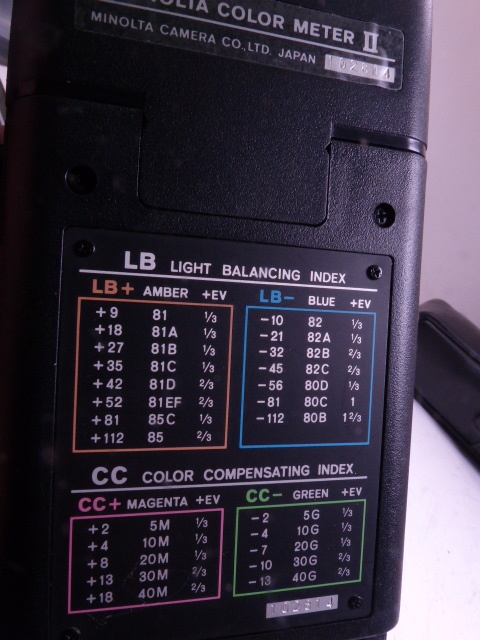 COLOR METER II
MINOLTA CAMERA CO., LTD. JAPAN 102814
LB LIGHT BALANCING INDEX
LB+ AMBER +EV
+9 81 1/3
+18 81A 1/3
+27 81B 1/3
+35 81C 1/3
+42 81D 2/3
+52 81EF 2/3
+81 85C 1/3
+112 85 2/3
LB- BLUE +EV
-10 82 1/3
-21 82A 1/3
-32 82B 2/3
-45 82C 2/3
-56 80D 1/3
-81 80C 1
-112 80B 1 2/3
CC COLOR COMPENSATING INDEX
CC+ MAGENTA +EV
+2 5M 1/3
+4 10M 1/3
+8 20M 1/3
+13 30M 2/3
+18 40M 2/3
CC- GREEN +EV
-2 5G 1/3
-4 10G 1/3
-7 20G 1/3
-10 30G 2/3
-13 40G 2/3